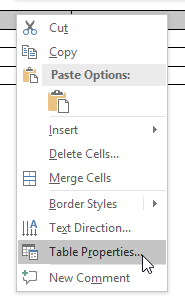 Cut
Copy
Paste Options:
Insert
Delete Cells...
Merge Cells
Border Styles
Text Direction...
Table Properties...
New Comment